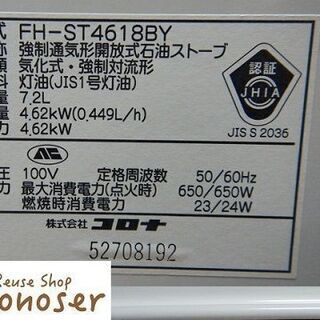 式 FH-ST4618BY
称 強制通気形開放式石油ストーブ
類 気化式・強制対流形
料 灯油(JIS1号灯油)
量 7.2L
量 4.62kW(0.449L/h)
力 4.62kW
認証
JHIA
JIS S 2036
圧 100V 定格周波数 50/60Hz
力 最大消費電力(点火時) 650/650W
燃焼時消費電力 23/24W
株式会社 コロナ
52708192
Reuse Shop
onoser